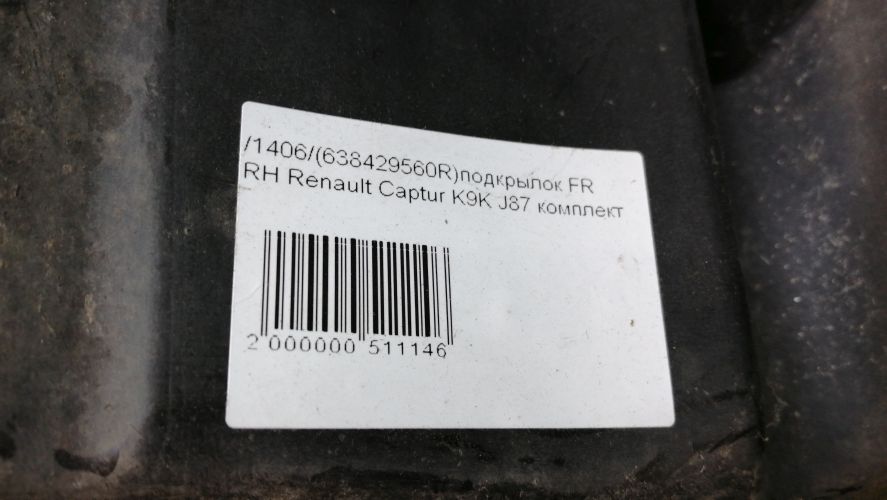 /1406/(638429560R)подкрылок FR
RH Renault Captur K9K J87 комплект
2 000000 511146